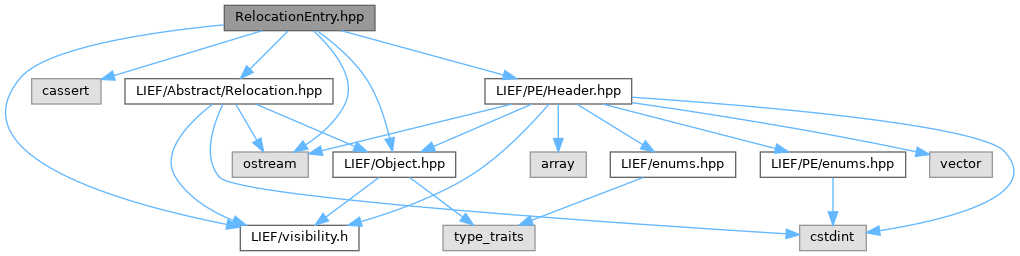 RelocationEntry.hpp
cassert
LIEF/Abstract/Relocation.hpp
LIEF/PE/Header.hpp
ostream
LIEF/Object.hpp
array
LIEF/enums.hpp
LIEF/PE/enums.hpp
vector
LIEF/visibility.h
type_traits
cstdint